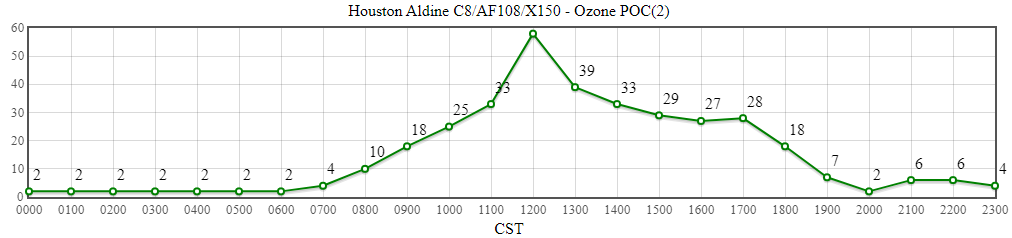 Houston Aldine C8/AF108/X150 - Ozone POC(2)
60
50
40
30
20
10
0
2 2 2 2 2 2 2 4 10 18 25 33 39 33 29 27 28 18 7 2 6 6 4
0000 0100 0200 0300 0400 0500 0600 0700 0800 0900 1000 1100 1200 1300 1400 1500 1600 1700 1800 1900 2000 2100 2200 2300
CST